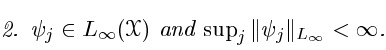 2. ψ_j ∈ L_∞(𝒳) and sup_j ‖ψ_j‖_{L_∞} < ∞.